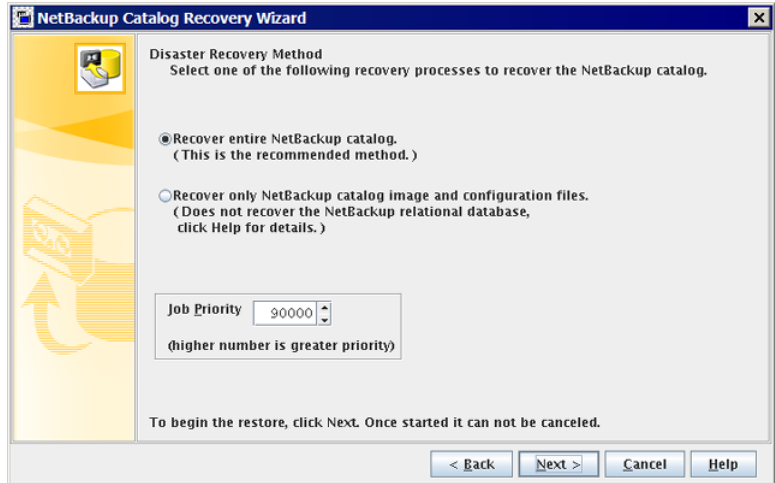 NetBackup Catalog Recovery Wizard
Disaster Recovery Method
Select one of the following recovery processes to recover the NetBackup catalog.
Recover entire NetBackup catalog.
(This is the recommended method.)
Recover only NetBackup catalog image and configuration files.
(Does not recover the NetBackup relational database,
click Help for details.)
Job Priority 90000
(higher number is greater priority)
To begin the restore, click Next. Once started it can not be canceled.
< Back Next > Cancel Help